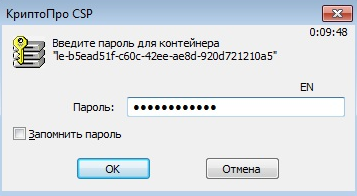 КриптоПро CSP
0:09:48
Введите пароль для контейнера
"le-b5ead51f-c60c-42ee-ae8d-920d721210a5"
EN
Пароль: ●●●●●●●●●●●●
Запомнить пароль
OK
Отмена